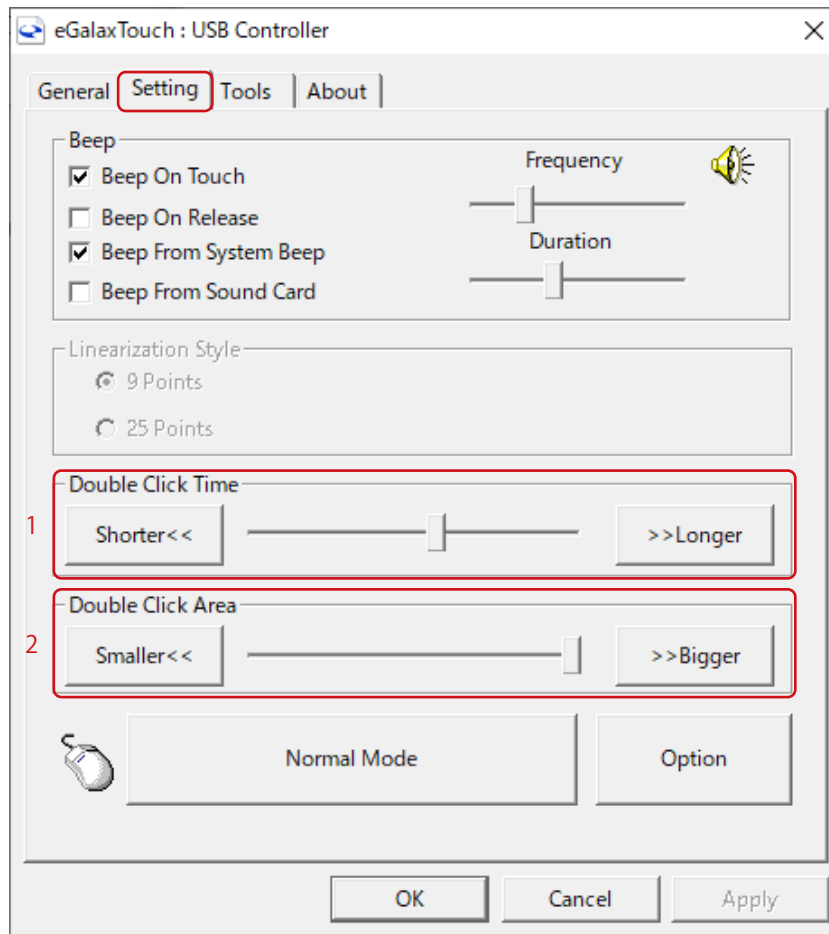 eGalaxTouch : USB Controller
General Setting Tools About
Beep
Beep On Touch
Beep On Release
Beep From System Beep
Beep From Sound Card
Frequency
Duration
Linearization Style
9 Points
25 Points
1
Double Click Time
Shorter<< >>Longer
2
Double Click Area
Smaller<< >>Bigger
Normal Mode Option
OK Cancel Apply